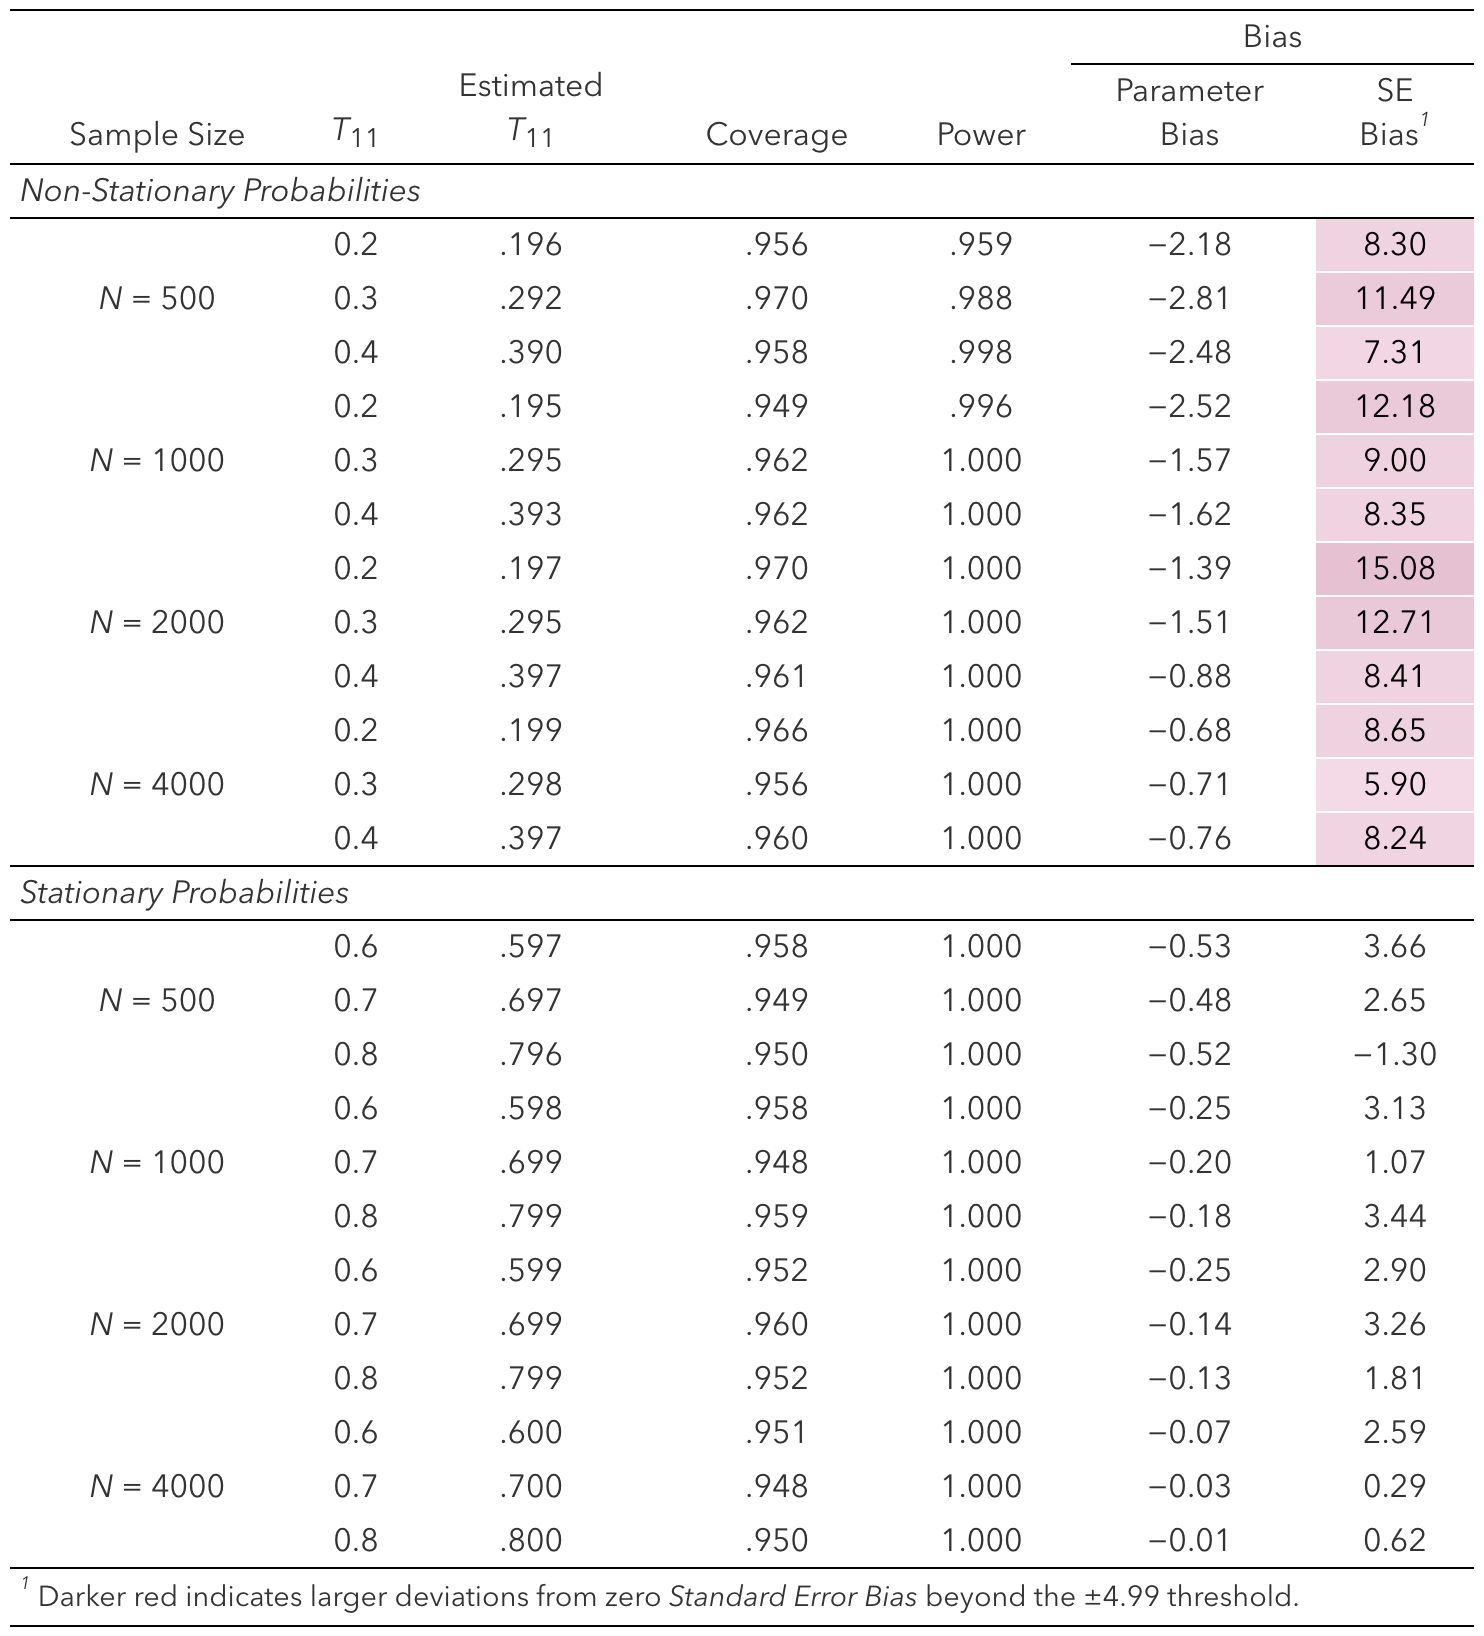 Bias
Sample Size T11 Estimated T11 Coverage Power Parameter Bias SE Bias1
Non-Stationary Probabilities
0.2 .196 .956 .959 −2.18 8.30
N = 500 0.3 .292 .970 .988 −2.81 11.49
0.4 .390 .958 .998 −2.48 7.31
0.2 .195 .949 .996 −2.52 12.18
N = 1000 0.3 .295 .962 1.000 −1.57 9.00
0.4 .393 .962 1.000 −1.62 8.35
0.2 .197 .970 1.000 −1.39 15.08
N = 2000 0.3 .295 .962 1.000 −1.51 12.71
0.4 .397 .961 1.000 −0.88 8.41
0.2 .199 .966 1.000 −0.68 8.65
N = 4000 0.3 .298 .956 1.000 −0.71 5.90
0.4 .397 .960 1.000 −0.76 8.24
Stationary Probabilities
0.6 .597 .958 1.000 −0.53 3.66
N = 500 0.7 .697 .949 1.000 −0.48 2.65
0.8 .796 .950 1.000 −0.52 −1.30
0.6 .598 .958 1.000 −0.25 3.13
N = 1000 0.7 .699 .948 1.000 −0.20 1.07
0.8 .799 .959 1.000 −0.18 3.44
0.6 .599 .952 1.000 −0.25 2.90
N = 2000 0.7 .699 .960 1.000 −0.14 3.26
0.8 .799 .952 1.000 −0.13 1.81
0.6 .600 .951 1.000 −0.07 2.59
N = 4000 0.7 .700 .948 1.000 −0.03 0.29
0.8 .800 .950 1.000 −0.01 0.62
1 Darker red indicates larger deviations from zero Standard Error Bias beyond the ±4.99 threshold.